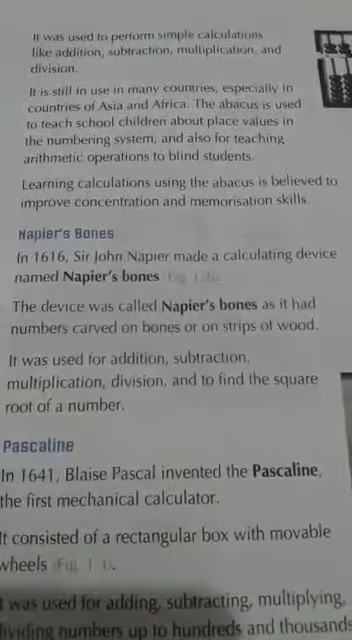 It was used to perform simple calculations
like addition, subtraction, multiplication, and
division.
It is still in use in many countries, especially in
countries of Asia and Africa. The abacus is used
to teach school children about place values in
the numbering system, and also for teaching
arithmetic operations to blind students.
Learning calculations using the abacus is believed to
improve concentration and memorisation skills.
Napier's Bones
In 1616, Sir John Napier made a calculating device
named Napier's bones
The device was called Napier's bones as it had
numbers carved on bones or on strips of wood.
It was used for addition, subtraction,
multiplication, division, and to find the square
root of a number.
Pascaline
In 1641, Blaise Pascal invented the Pascaline,
the first mechanical calculator.
It consisted of a rectangular box with movable
wheels
It was used for adding, subtracting, multiplying,
dividing numbers up to hundreds and thousands